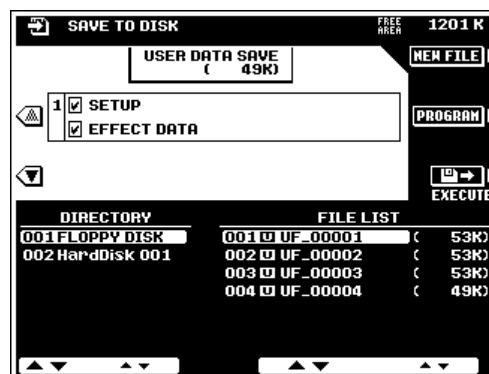 SAVE TO DISK FREE AREA 1201K
USER DATA SAVE
( 49K)
NEW FILE
1 SETUP
EFFECT DATA
PROGRAM
EXECUTE
DIRECTORY FILE LIST
001 FLOPPY DISK 001 U UF_00001 ( 53K)
002 HardDisk 001 002 U UF_00002 ( 53K)
003 U UF_00003 ( 53K)
004 U UF_00004 ( 49K)